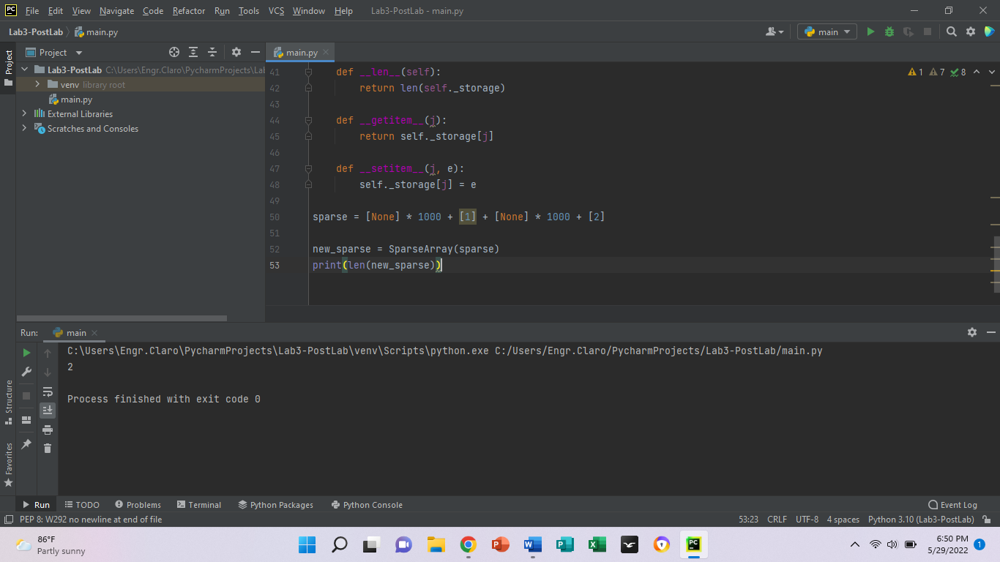 PC File Edit View Navigate Code Refactor Run Tools VCS Window Help Lab3-PostLab - main.py
Lab3-PostLab main.py main
Project Project main.py
Lab3-PostLab C:\Users\Engr.Claro\PycharmProjects\La
venv library root
main.py
External Libraries
Scratches and Consoles
1 7 8
41 def __len__(self):
42 return len(self._storage)
43
44 def __getitem__(j):
45 return self._storage[j]
46
47 def __setitem__(j, e):
48 self._storage[j] = e
49
50 sparse = [None] * 1000 + [1] + [None] * 1000 + [2]
51
52 new_sparse = SparseArray(sparse)
53 print(len(new_sparse))
Run: main
C:\Users\Engr.Claro\PycharmProjects\Lab3-PostLab\venv\Scripts\python.exe C:/Users/Engr.Claro/PycharmProjects/Lab3-PostLab/main.py
2
Process finished with exit code 0
Structure
Favorites
Run TODO Problems Terminal Python Packages Python Console Event Log
PEP 8: W292 no newline at end of file 53:23 CRLF UTF-8 4 spaces Python 3.10 (Lab3-PostLab)
86°F
Partly sunny
6:50 PM
5/29/2022 1